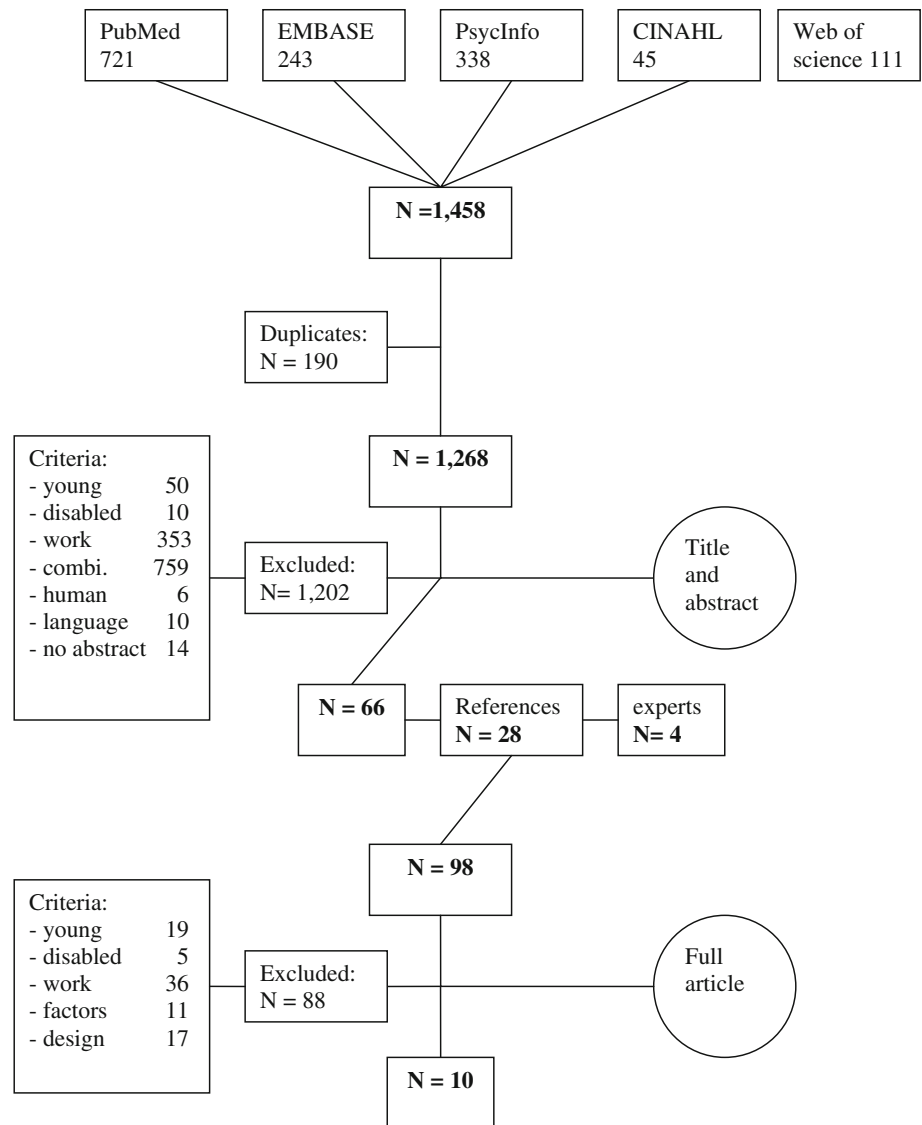 PubMed
721
EMBASE
243
PsycInfo
338
CINAHL
45
Web of
science 111
N =1,458
Duplicates:
N = 190
N = 1,268
Criteria:
- young 50
- disabled 10
- work 353
- combi. 759
- human 6
- language 10
- no abstract 14
Excluded:
N= 1,202
Title
and
abstract
N = 66
References
N = 28
experts
N= 4
N = 98
Criteria:
- young 19
- disabled 5
- work 36
- factors 11
- design 17
Excluded:
N = 88
Full
article
N = 10